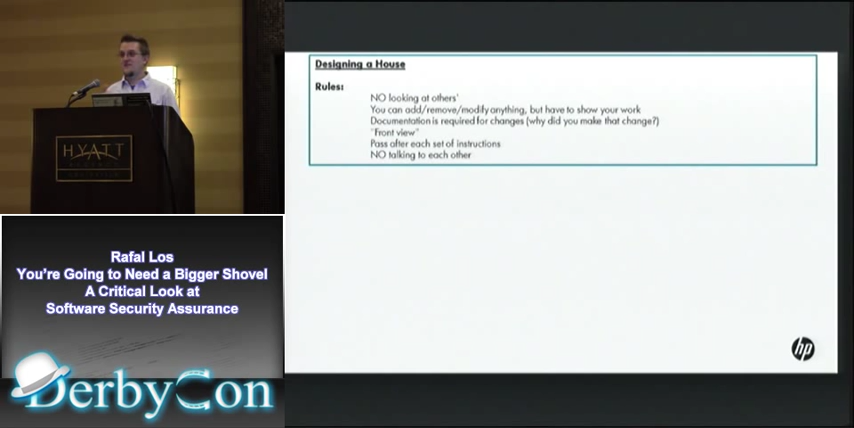 HYATT
Rafal Los
You're Going to Need a Bigger Shovel
A Critical Look at
Software Security Assurance
DerbyCon
Designing a House
Rules:
NO looking at others'
You can add/remove/modify anything, but have to show your work
Documentation is required for changes (why did you make that change?)
"Front view"
Pass after each set of instructions
NO talking to each other
hp